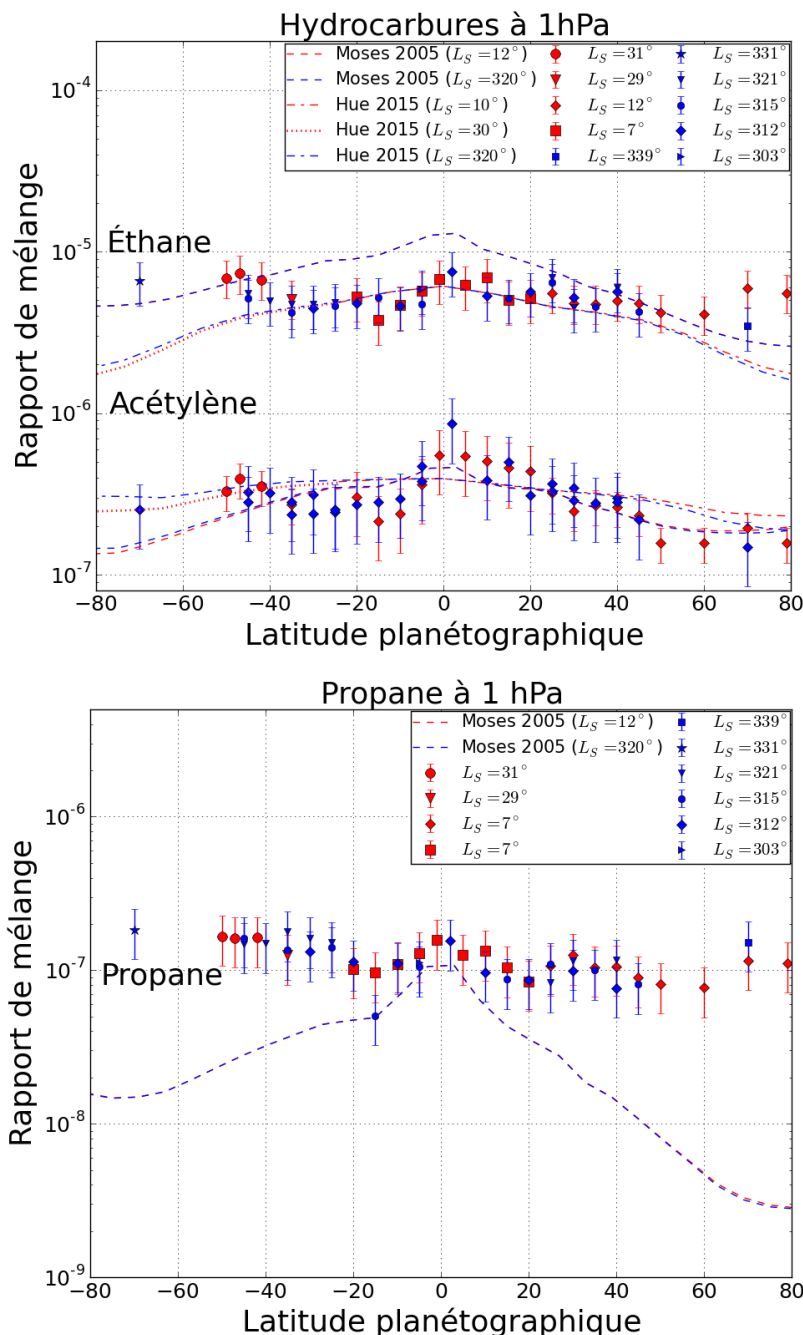 Hydrocarbures à 1hPa
Moses 2005 (L_S =12°)
Moses 2005 (L_S =320°)
Hue 2015 (L_S =10°)
Hue 2015 (L_S =30°)
Hue 2015 (L_S =320°)
L_S =31°
L_S =29°
L_S =12°
L_S =7°
L_S =339°
L_S =331°
L_S =321°
L_S =315°
L_S =312°
L_S =303°
10^-4
10^-5
10^-6
10^-7
Rapport de mélange
Éthane
Acétylène
−80 −60 −40 −20 0 20 40 60 80
Latitude planétographique
Propane à 1 hPa
Moses 2005 (L_S =12°)
Moses 2005 (L_S =320°)
L_S =31°
L_S =29°
L_S =7°
L_S =7°
L_S =339°
L_S =331°
L_S =321°
L_S =315°
L_S =312°
L_S =303°
10^-6
10^-7
10^-8
10^-9
Rapport de mélange
Propane
−80 −60 −40 −20 0 20 40 60 80
Latitude planétographique